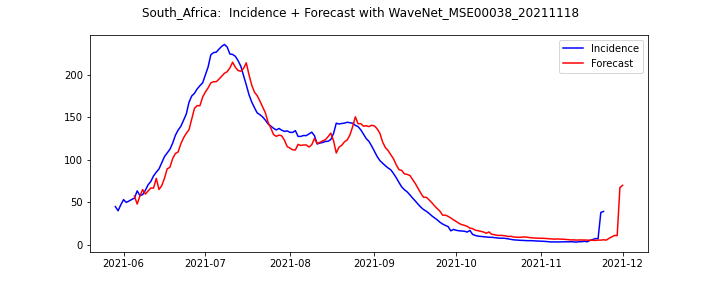 South_Africa:  Incidence + Forecast with WaveNet_MSE00038_20211118
Incidence
Forecast
200
150
100
50
0
2021-06 2021-07 2021-08 2021-09 2021-10 2021-11 2021-12